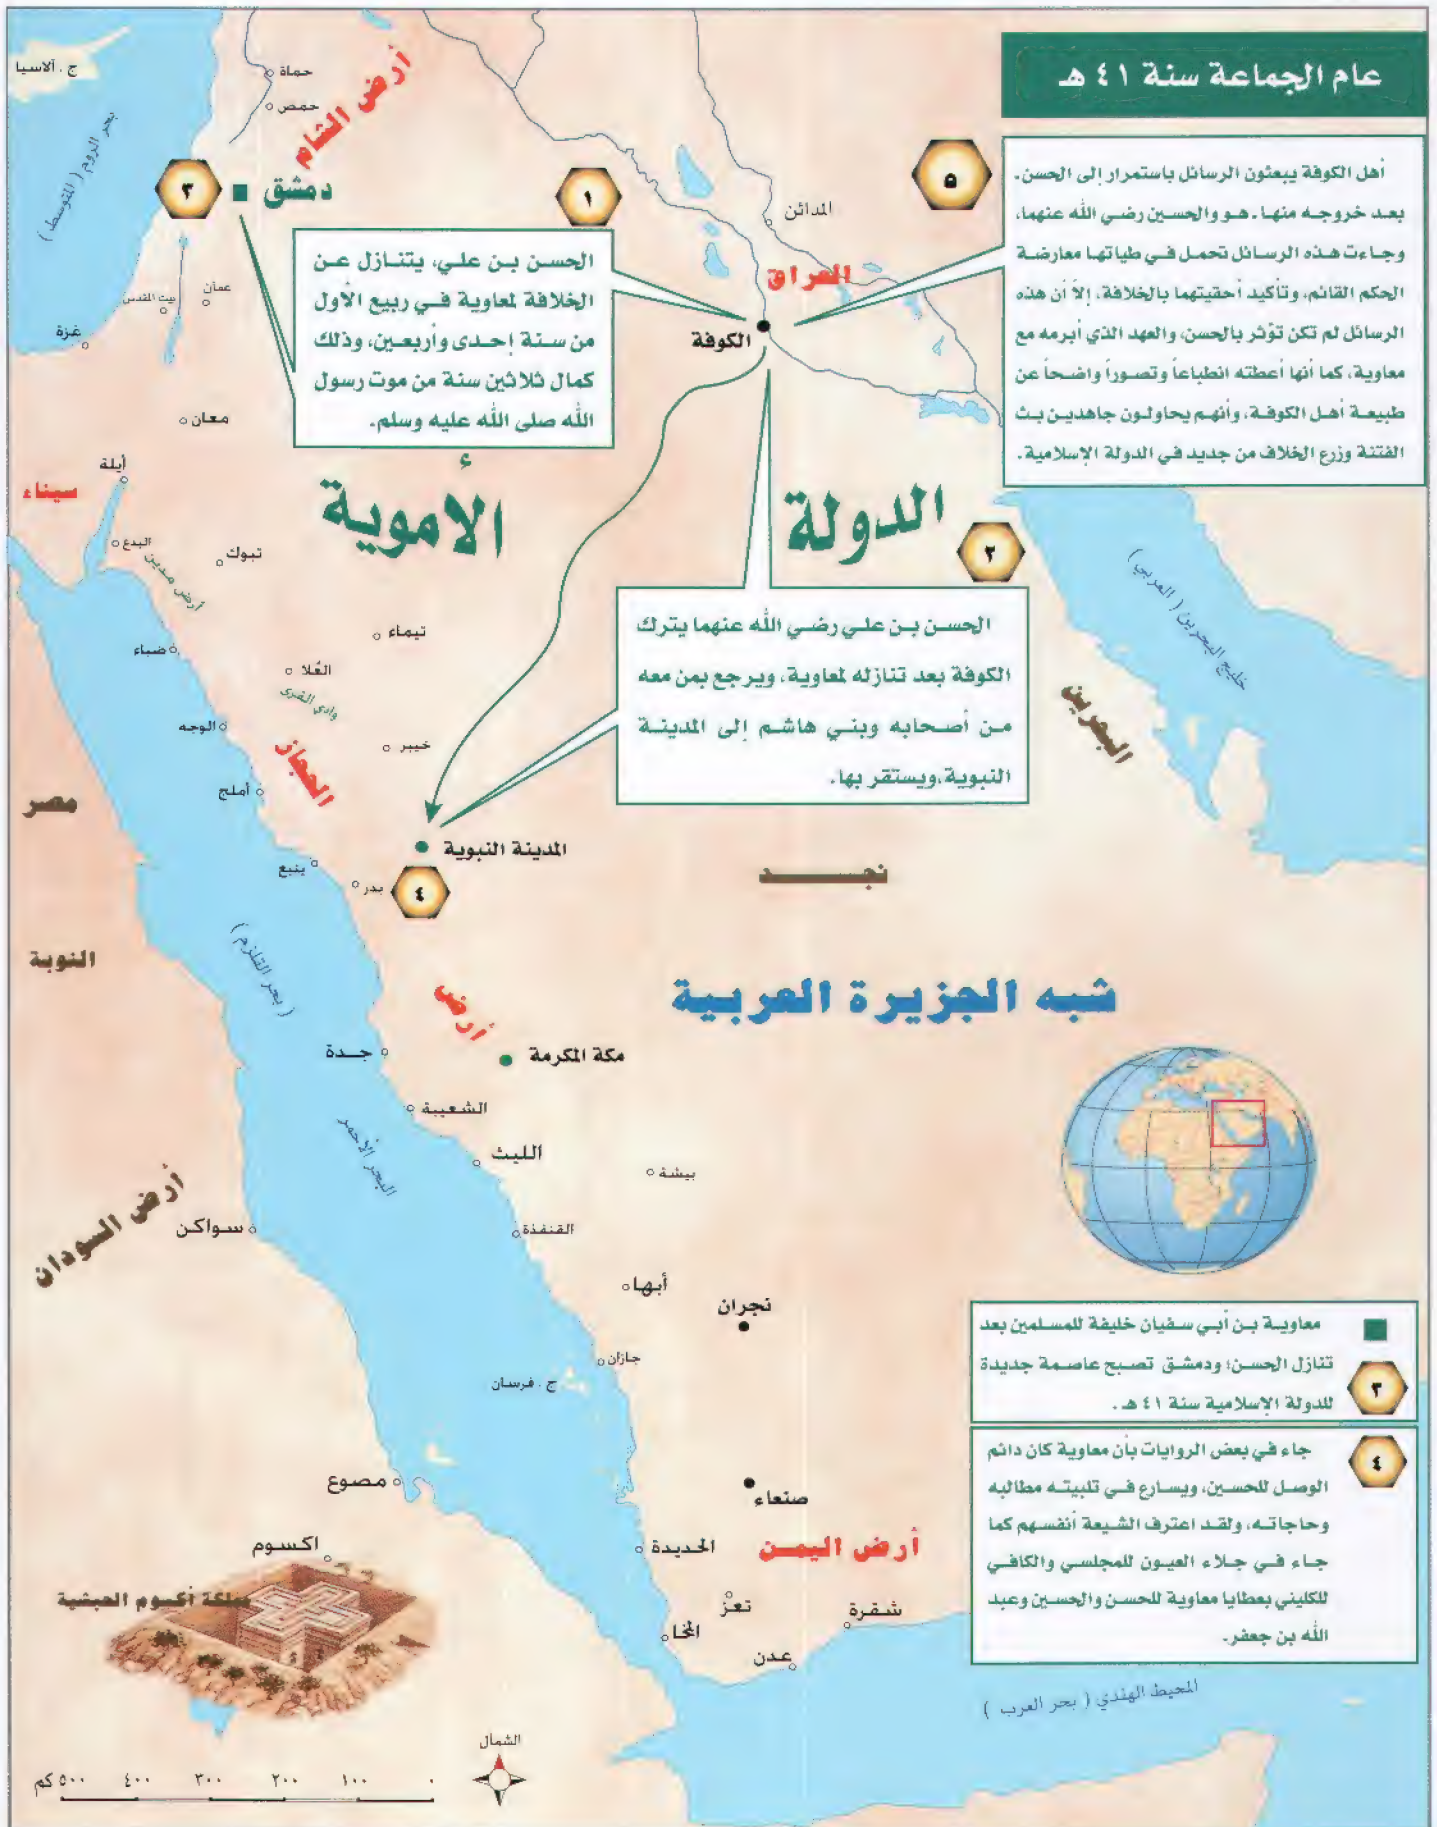 عام الجماعة سنة ٤١ هـ
٥
أهل الكوفة يبعثون الرسائل باستمرار إلى الحسن.
بعد خروجه منها. هو والحسين رضي الله عنهما،
وجاءت هذه الرسائل تحمل في طياتها معارضة
الحكم القائم، وتأكيد أحقيتهما بالخلافة، إلا أن هذه
الرسائل لم تكن تؤثر بالحسن، والعهد الذي أبرمه مع
معاوية، كما أنها أعطته انطباعاً وتصوراً واضحاً عن
طبيعة أهل الكوفة، وأنهم يحاولون جاهدين بث
الفتنة وزرع الخلاف من جديد في الدولة الإسلامية.
١
الحسن بن علي، يتنازل عن
الخلافة لمعاوية في ربيع الأول
من سنة إحدى وأربعين، وذلك
كمال ثلاثين سنة من موت رسول
الله صلى الله عليه وسلم.
ج. آلاسيا
حماة
حمص
أرض الشام
بحر الروم ( المتوسط )
٣
دمشق
المدائن
العراق
الكوفة
عمان
بيت المقدس
غزة
معان
أيلة
سيناء
البدع
أرض مدين
تبوك
الدولة
الأموية
٢
الحسن بن علي رضي الله عنهما يترك
الكوفة بعد تنازله لمعاوية، ويرجع بمن معه
من أصحابه وبني هاشم إلى المدينة
النبوية، ويستقر بها.
خليج البحرين ( العربي )
البحرين
تيماء
ضباء
العُلا
وادي القرى
الوجه
خيبر
الحجاز
أملج
مصر
المدينة النبوية
ينبع
بدر
٤
نجد
النوبة
( بحر القلزم )
أرض
شبه الجزيرة العربية
جدة
مكة المكرمة
الشعيبة
البحر الأحمر
الليث
بيشة
أرض السودان
سواكن
القنفذة
أبها
نجران
جازان
ج. فرسان
معاوية بن أبي سفيان خليفة للمسلمين بعد
تنازل الحسن؛ ودمشق تصبح عاصمة جديدة
للدولة الإسلامية سنة ٤١ هـ.
٣
جاء في بعض الروايات بأن معاوية كان دائم
الوصل للحسين، ويسارع في تلبيته مطالبه
وحاجاته، ولقد اعترف الشيعة أنفسهم كما
جاء في جلاء العيون للمجلسي والكافي
للكليني بعطايا معاوية للحسن والحسين وعبد
الله بن جعفر.
٤
مصوع
صنعاء
اكسوم
مملكة أكسوم الحبشية
الحديدة
أرض اليمن
تعز
شقرة
المخا
عدن
المحيط الهندي ( بحر العرب )
الشمال
٠ ١٠٠ ٢٠٠ ٣٠٠ ٤٠٠ ٥٠٠ كم